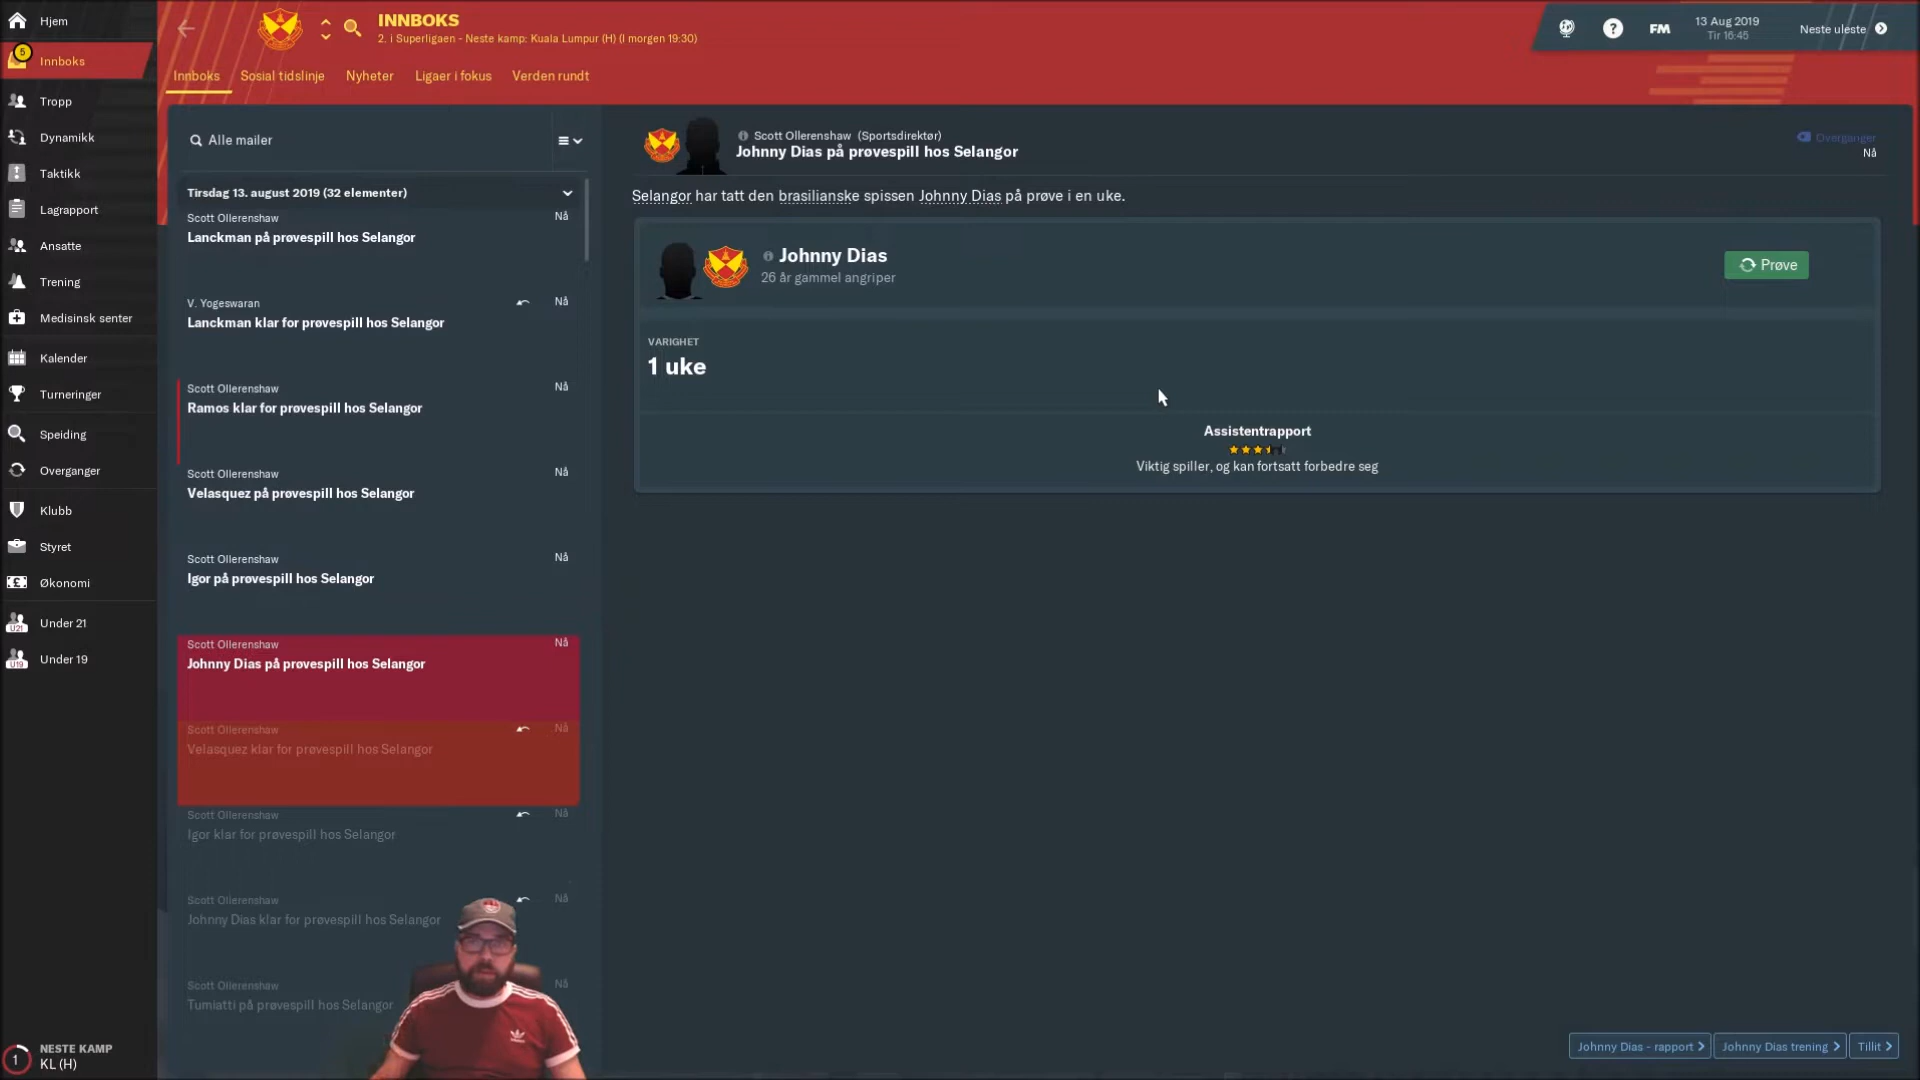 Hjem
5
Innboks
Tropp
Dynamikk
Taktikk
Lagrapport
Ansatte
Trening
Medisinsk senter
Kalender
Turneringer
Speiding
Overganger
Klubb
Styret
Økonomi
U21
Under 21
U19
Under 19
1
NESTE KAMP
KL (H)
INNBOKS
2. i Superligaen - Neste kamp: Kuala Lumpur (H) (I morgen 19:30)
? FM
13 Aug 2019
Tir 16:45
Neste uleste
Innboks Sosial tidslinje Nyheter Ligaer i fokus Verden rundt
Alle mailer
Tirsdag 13. august 2019 (32 elementer)
Scott Ollerenshaw Nå
Lanckman på prøvespill hos Selangor
V. Yogeswaran Nå
Lanckman klar for prøvespill hos Selangor
Scott Ollerenshaw Nå
Ramos klar for prøvespill hos Selangor
Scott Ollerenshaw Nå
Velasquez på prøvespill hos Selangor
Scott Ollerenshaw Nå
Igor på prøvespill hos Selangor
Scott Ollerenshaw Nå
Johnny Dias på prøvespill hos Selangor
Scott Ollerenshaw Nå
Velasquez klar for prøvespill hos Selangor
Scott Ollerenshaw Nå
Igor klar for prøvespill hos Selangor
Scott Ollerenshaw Nå
Johnny Dias klar for prøvespill hos Selangor
Scott Ollerenshaw Nå
Tumiatti på prøvespill hos Selangor
Scott Ollerenshaw (Sportsdirektør)
Johnny Dias på prøvespill hos Selangor
Overganger
Nå
Selangor har tatt den brasilianske spissen Johnny Dias på prøve i en uke.
Johnny Dias
26 år gammel angriper
Prøve
VARIGHET
1 uke
Assistentrapport
Viktig spiller, og kan fortsatt forbedre seg
Johnny Dias - rapport
Johnny Dias trening
Tillit